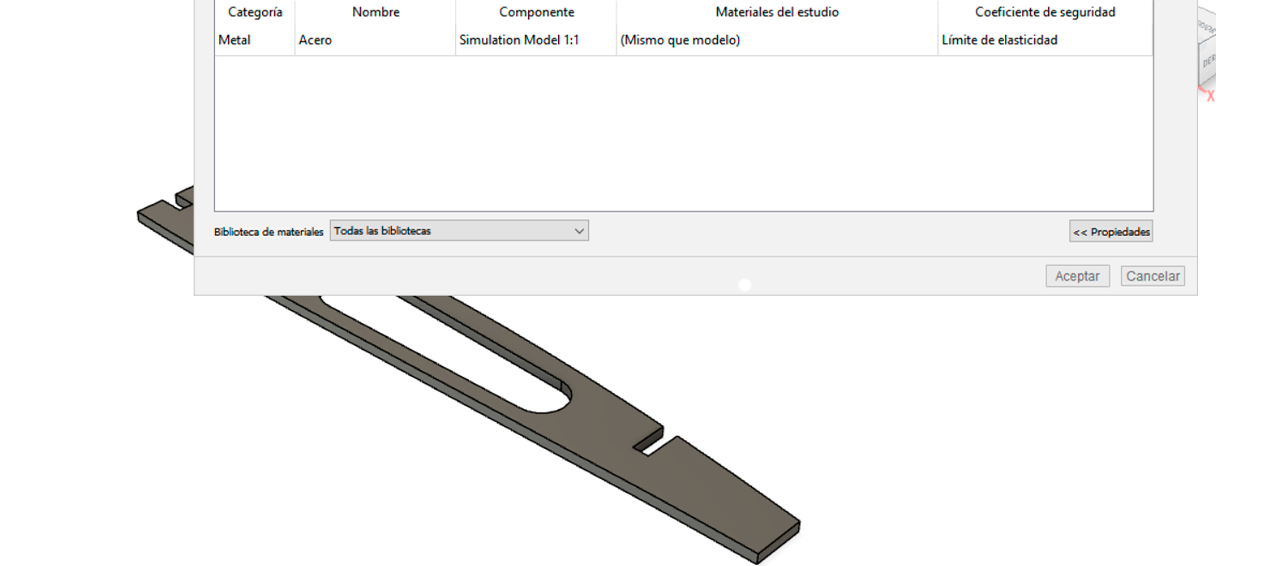 Categoría Nombre Componente Materiales del estudio Coeficiente de seguridad
Metal Acero Simulation Model 1:1 (Mismo que modelo) Límite de elasticidad
X
Biblioteca de materiales Todas las bibliotecas << Propiedades
Aceptar Cancelar